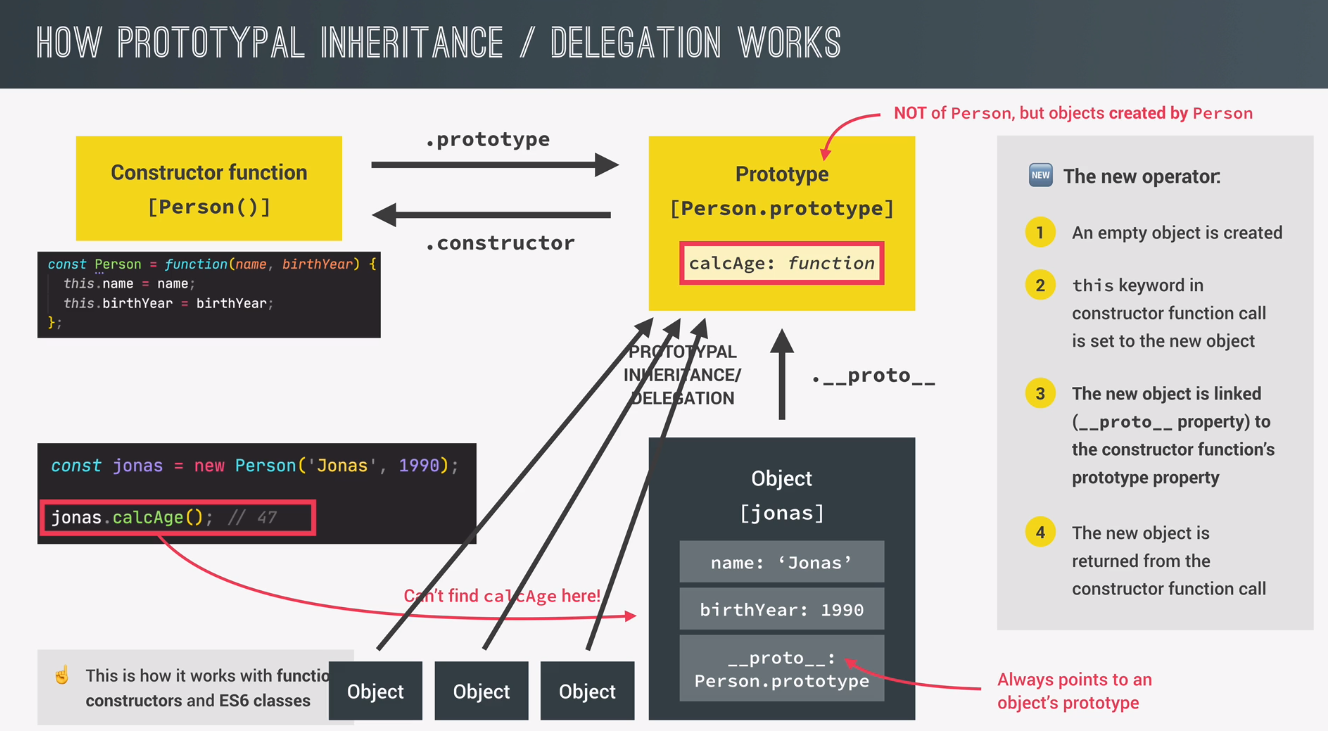 HOW PROTOTYPAL INHERITANCE / DELEGATION WORKS
NOT of Person, but objects created by Person
Constructor function
[Person()]
.prototype
.constructor
Prototype
[Person.prototype]
calcAge: function
const Person = function(name, birthYear) {
this.name = name;
this.birthYear = birthYear;
};
PROTOTYPAL
INHERITANCE/
DELEGATION
.__proto__
const jonas = new Person('Jonas', 1990);
jonas.calcAge(); // 47
Can't find calcAge here!
Object
[jonas]
name: ‘Jonas’
birthYear: 1990
__proto__:
Person.prototype
Always points to an
object's prototype
☝ This is how it works with functio
constructors and ES6 classes
Object
Object
Object
NEW The new operator:
1 An empty object is created
2 this keyword in
constructor function call
is set to the new object
3 The new object is linked
(__proto__ property) to
the constructor function's
prototype property
4 The new object is
returned from the
constructor function call